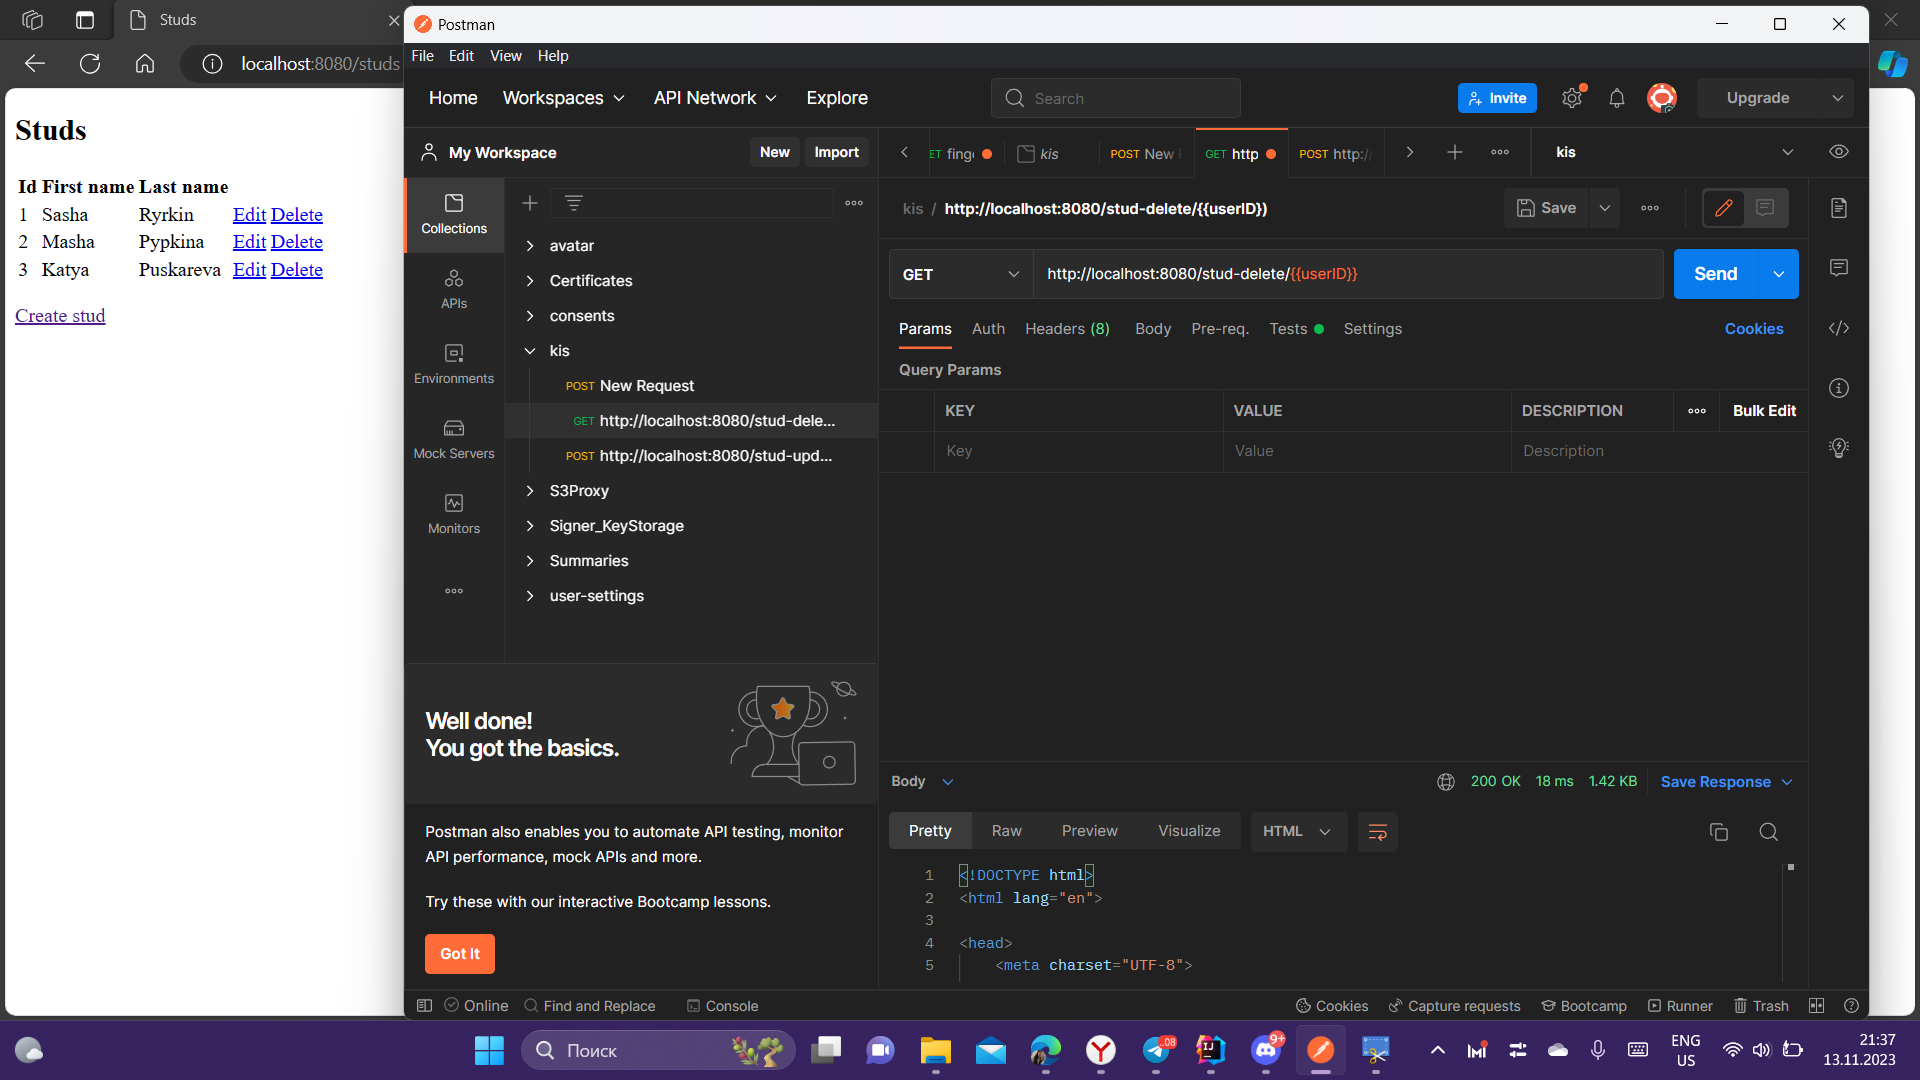 Studs
localhost:8080/studs
Studs
Id First name Last name
1 Sasha Ryrkin Edit Delete
2 Masha Pypkina Edit Delete
3 Katya Puskareva Edit Delete
Create stud
Postman
File Edit View Help
Home Workspaces API Network Explore
Search
Invite
Upgrade
My Workspace
New Import
ET fing
kis
POST New
GET http
POST http:/
kis
Collections
APIs
Environments
Mock Servers
Monitors
avatar
Certificates
consents
kis
POST New Request
GET http://localhost:8080/stud-dele...
POST http://localhost:8080/stud-upd...
S3Proxy
Signer_KeyStorage
Summaries
user-settings
Well done!
You got the basics.
Postman also enables you to automate API testing, monitor
API performance, mock APIs and more.
Try these with our interactive Bootcamp lessons.
Got It
kis / http://localhost:8080/stud-delete/{{userID}}
Save
GET http://localhost:8080/stud-delete/{{userID}}
Send
Params Auth Headers (8) Body Pre-req. Tests Settings Cookies
Query Params
KEY VALUE DESCRIPTION Bulk Edit
Key Value Description
Body 200 OK 18 ms 1.42 KB Save Response
Pretty Raw Preview Visualize HTML
1 <!DOCTYPE html>
2 <html lang="en">
3
4 <head>
5 <meta charset="UTF-8">
Online Find and Replace Console Cookies Capture requests Bootcamp Runner Trash
Поиск
.08
9+
ENG
US
21:37
13.11.2023